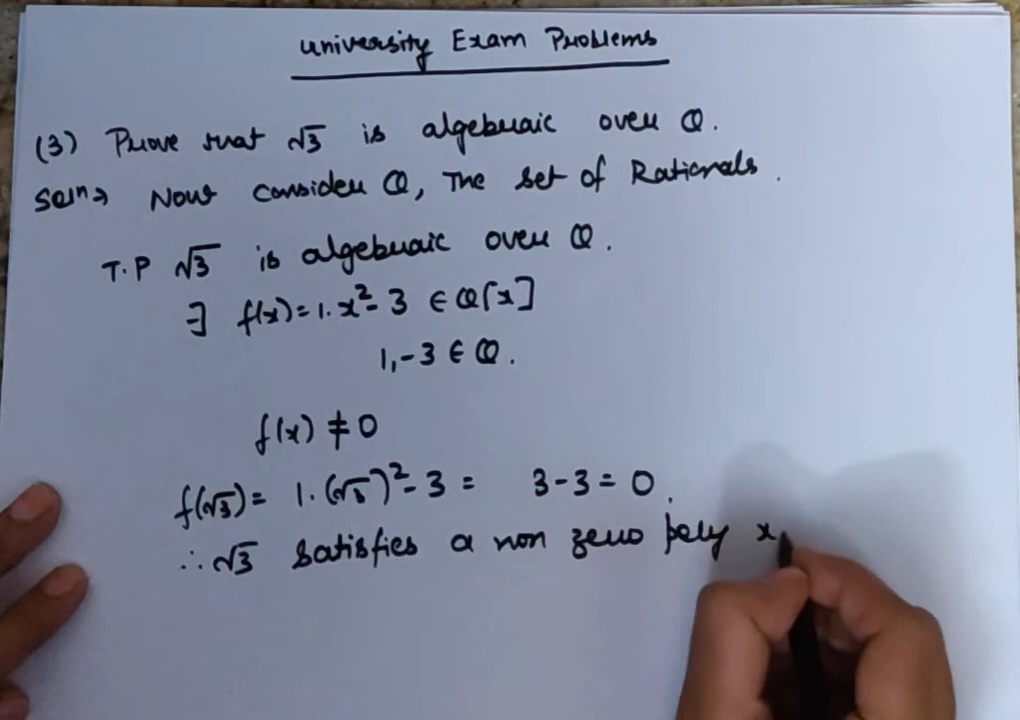 University Exam Problems
(3) Prove that √3 is algebraic over Q.
Soln⇒ Now consider Q, The set of Rationals.
T.P √3 is algebraic over Q.
∃ f(x) = 1.x² - 3 ∈ Q[x]
1, -3 ∈ Q.
f(x) ≠ 0
f(√3) = 1.(√3)² - 3 = 3 - 3 = 0.
∴ √3 satisfies a non zero poly x